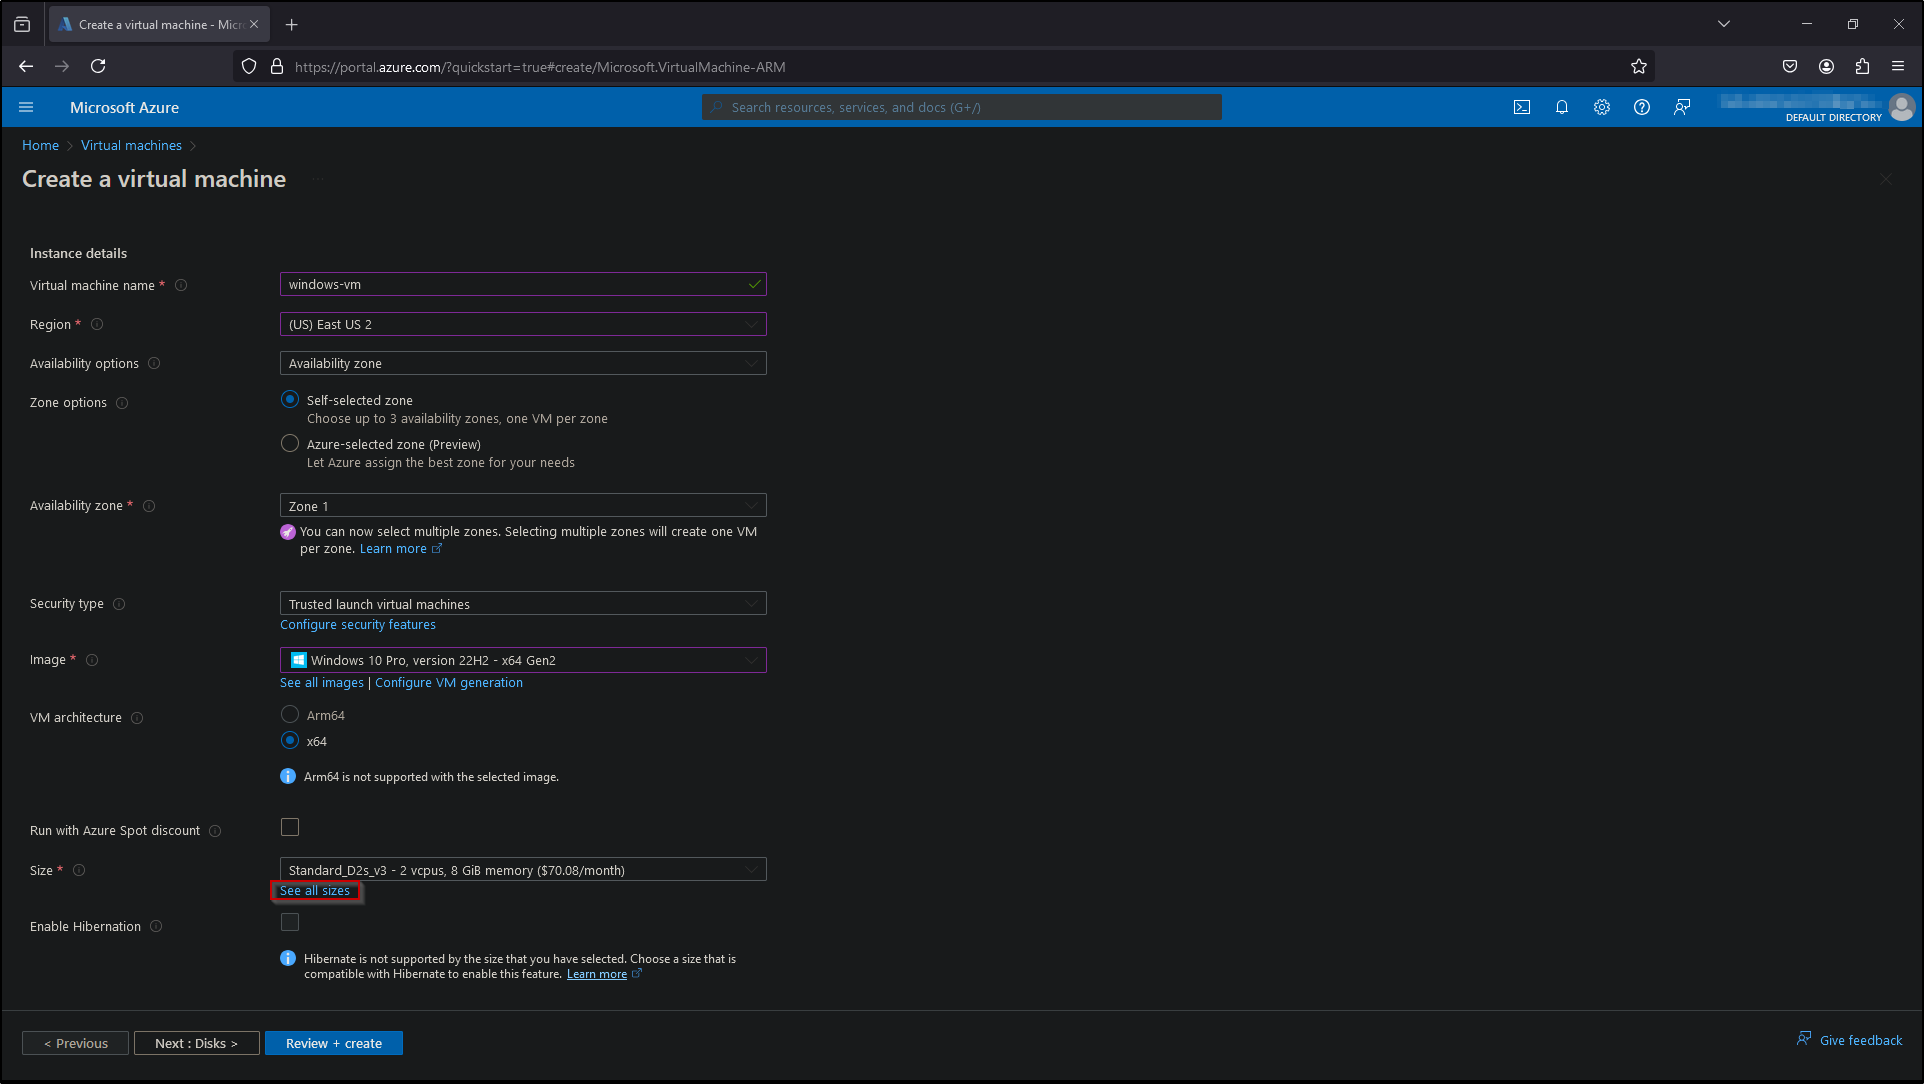 Create a virtual machine - Micr
https://portal.azure.com/?quickstart=true#create/Microsoft.VirtualMachine-ARM
Microsoft Azure
Search resources, services, and docs (G+/)
DEFAULT DIRECTORY
Home > Virtual machines >
Create a virtual machine ...
Instance details
Virtual machine name *
windows-vm
Region *
(US) East US 2
Availability options
Availability zone
Zone options
Self-selected zone
Choose up to 3 availability zones, one VM per zone
Azure-selected zone (Preview)
Let Azure assign the best zone for your needs
Availability zone *
Zone 1
You can now select multiple zones. Selecting multiple zones will create one VM
per zone. Learn more
Security type
Trusted launch virtual machines
Configure security features
Image *
Windows 10 Pro, version 22H2 - x64 Gen2
See all images | Configure VM generation
VM architecture
Arm64
x64
Arm64 is not supported with the selected image.
Run with Azure Spot discount
Size *
Standard_D2s_v3 - 2 vcpus, 8 GiB memory ($70.08/month)
See all sizes
Enable Hibernation
Hibernate is not supported by the size that you have selected. Choose a size that is
compatible with Hibernate to enable this feature. Learn more
< Previous
Next : Disks >
Review + create
Give feedback